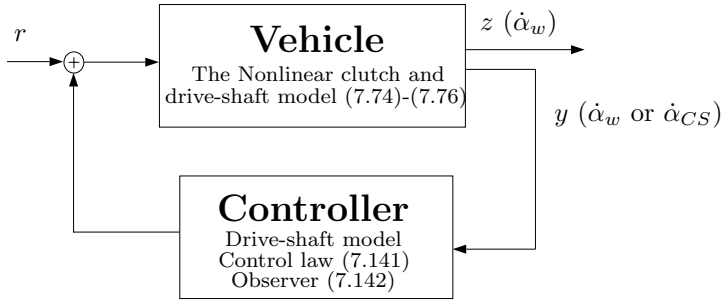 r
+
Vehicle
The Nonlinear clutch and
drive-shaft model (7.74)-(7.76)
z (α̇_w)
y (α̇_w or α̇_CS)
Controller
Drive-shaft model
Control law (7.141)
Observer (7.142)